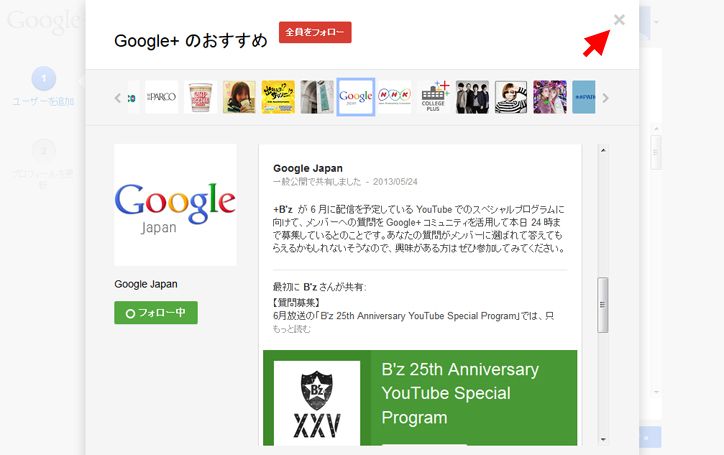 Google
Google+ のおすすめ
全員をフォロー
×
1
ユーザーを追加
2
PARCO
Google
Japan
NHK
COLLEGE
PLUS
Google
Japan
Google Japan
フォロー中
Google Japan
一般公開で共有しました - 2013/05/24
+B'z が 6 月に配信を予定している YouTube でのスペシャルプログラムに
向けて、メンバーへの質問を Google+ コミュニティを活用して本日 24 時ま
で募集しているとのことです。あなたの質問がメンバーに選ばれて答えても
らえるかもしれないそうなので、興味がある方はぜひ参加してみてください。
最初に B'z さんが共有:
【質問募集】
6月放送の「B'z 25th Anniversary YouTube Special Program」では、只
もっと読む
B'z
XXV
B'z 25th Anniversary
YouTube Special
Program